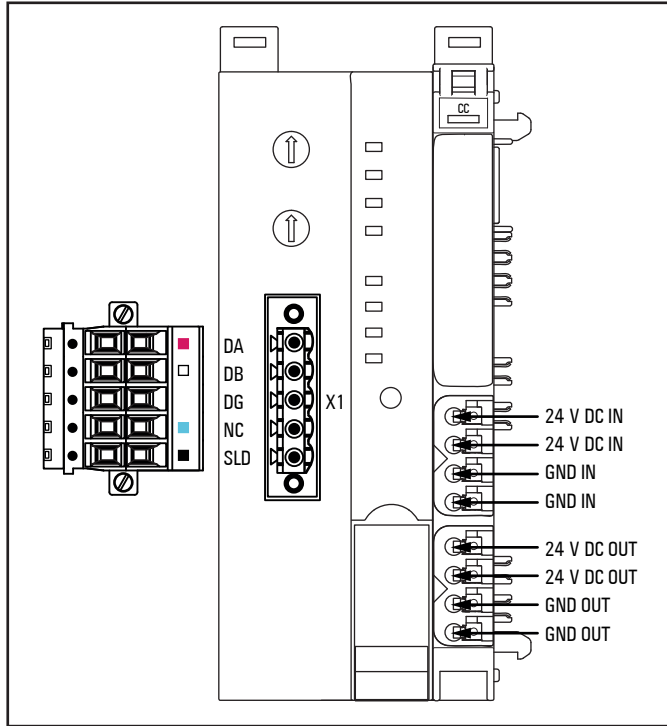 CC
DA
DB
DG
NC
SLD
X1
24 V DC IN
24 V DC IN
GND IN
GND IN
24 V DC OUT
24 V DC OUT
GND OUT
GND OUT